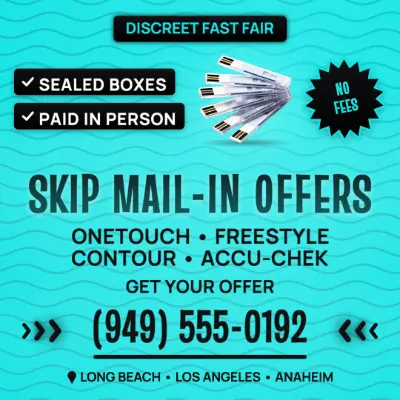 DISCREET FAST FAIR
✓ SEALED BOXES
✓ PAID IN PERSON
NO
FEES
SKIP MAIL-IN OFFERS
ONETOUCH • FREESTYLE
CONTOUR • ACCU-CHEK
GET YOUR OFFER
(949) 555-0192
LONG BEACH • LOS ANGELES • ANAHEIM